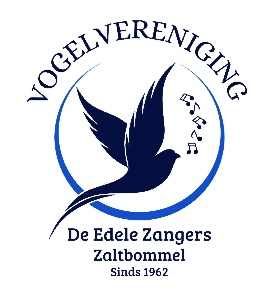 VOGELVERENIGING
De Edele Zangers
Zaltbommel
Sinds 1962